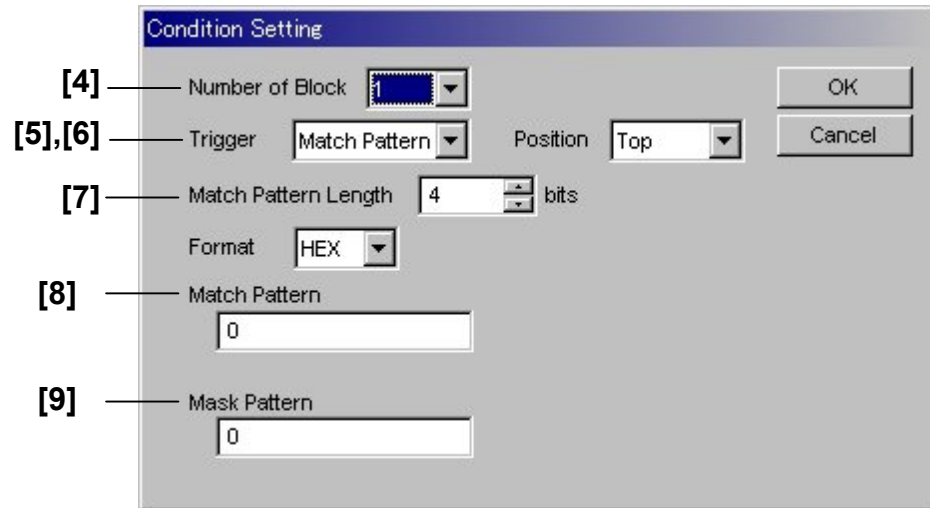 Condition Setting
[4] Number of Block 1 OK
[5],[6] Trigger Match Pattern Position Top Cancel
[7] Match Pattern Length 4 bits
Format HEX
[8] Match Pattern
0
[9] Mask Pattern
0